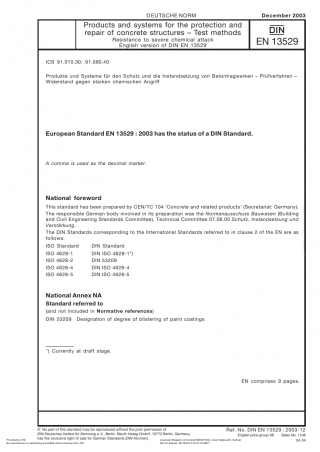 DEUTSCHE NORM
December 2003
Products and systems for the protection and
repair of concrete structures – Test methods
Resistance to severe chemical attack
English version of DIN EN 13529
DIN
EN 13529
ICS 91.010.30; 91.080.40
Produkte und Systeme für den Schutz und die Instandsetzung von Betontragwerken – Prüfverfahren –
Widerstand gegen starken chemischen Angriff
European Standard EN 13529 : 2003 has the status of a DIN Standard.
A comma is used as the decimal marker.
National foreword
This standard has been prepared by CEN/TC 104 'Concrete and related products' (Secretariat: Germany).
The responsible German body involved in its preparation was the Normenausschuss Bauwesen (Building
and Civil Engineering Standards Committee), Technical Committee 07.06.00 Schutz, Instandsetzung und
Verstärkung.
The DIN Standards corresponding to the International Standards referred to in clause 2 of the EN are as
follows:
ISO Standard DIN Standard
ISO 4628-1 DIN ISO 4628-1*)
ISO 4628-2 DIN 53209
ISO 4628-4 DIN ISO 4628-4
ISO 4628-5 DIN ISO 4628-5
National Annex NA
Standard referred to
(and not included in Normative references)
DIN 53209 Designation of degree of blistering of paint coatings
*) Currently at draft stage.
EN comprises 9 pages.
© No part of this standard may be reproduced without the prior permission of
DIN Deutsches Institut für Normung e.V., Berlin. Beuth Verlag GmbH, 10772 Berlin, Germany,
has the exclusive right of sale for German Standards (DIN-Normen).
Ref. No. DIN EN 13529 : 2003-12
English price group 08 Sales No. 1108
04.04